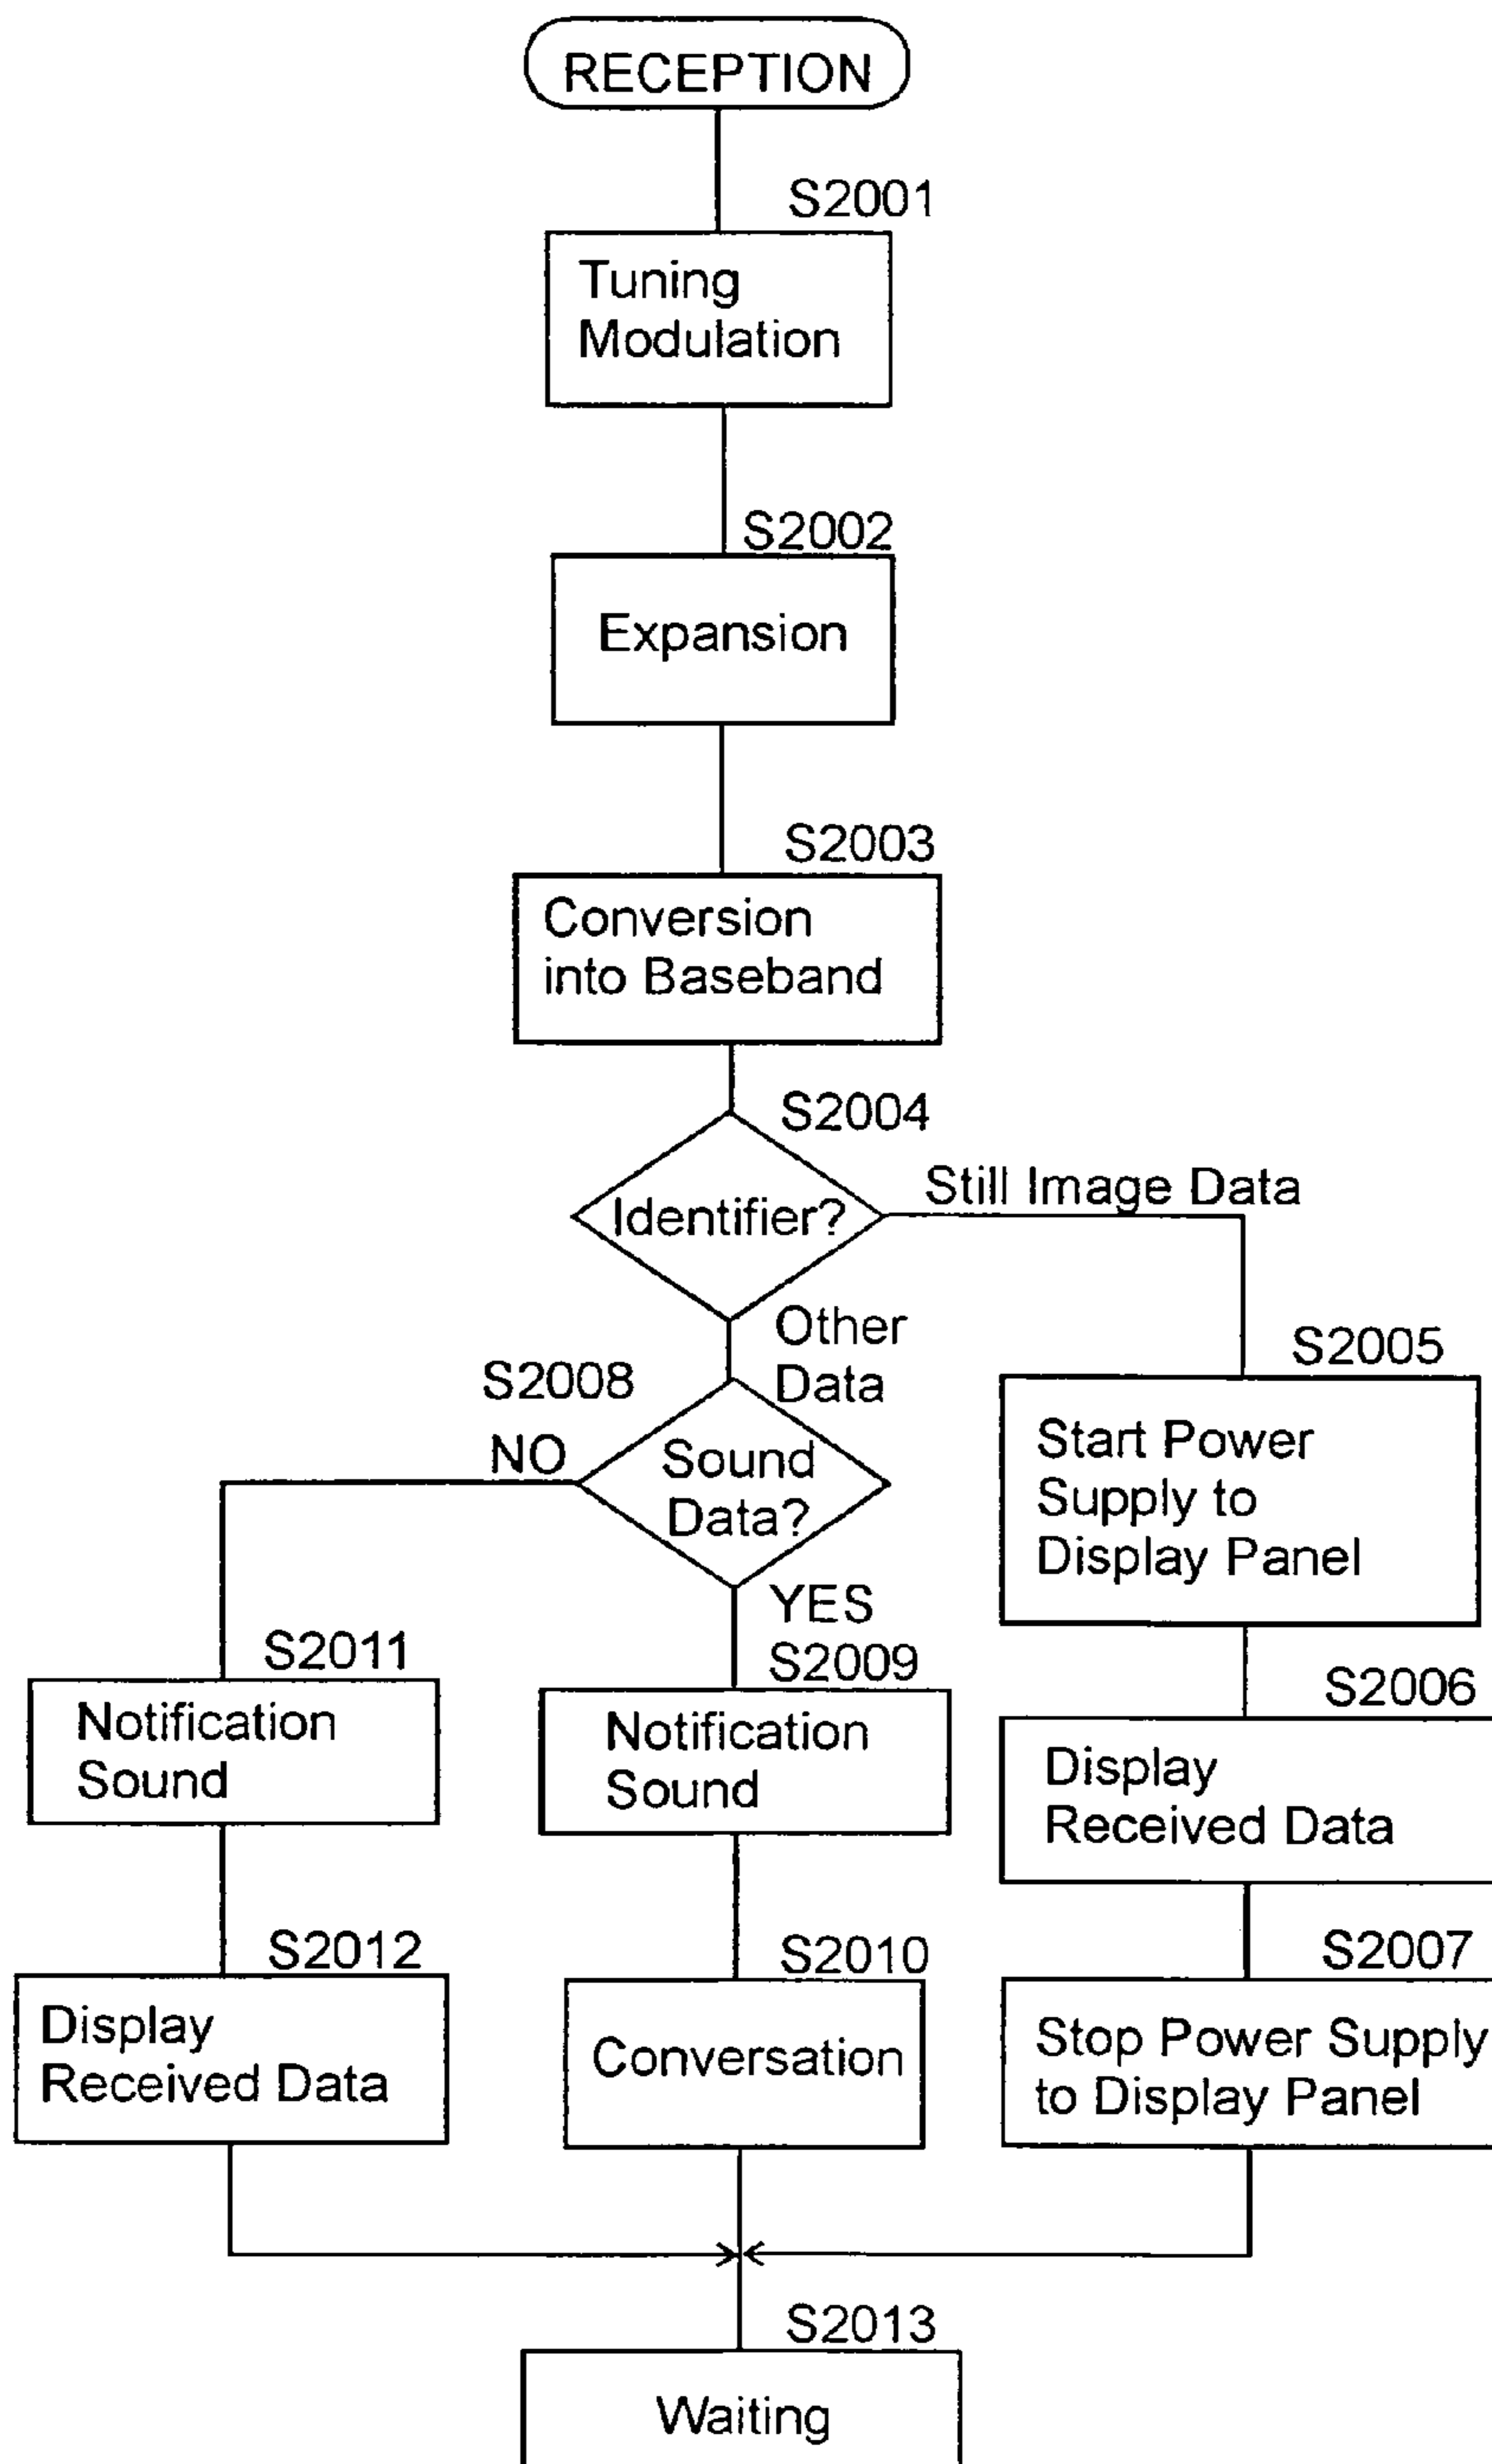 RECEPTION
S2001
Tuning
Modulation
S2002
Expansion
S2003
Conversion
into Baseband
S2004
Identifier?
Still Image Data
Other
Data
S2005
Start Power
Supply to
Display Panel
S2006
Display
Received Data
S2007
Stop Power Supply
to Display Panel
S2008
Sound
Data?
NO
YES
S2009
Notification
Sound
S2010
Conversation
S2011
Notification
Sound
S2012
Display
Received Data
S2013
Waiting